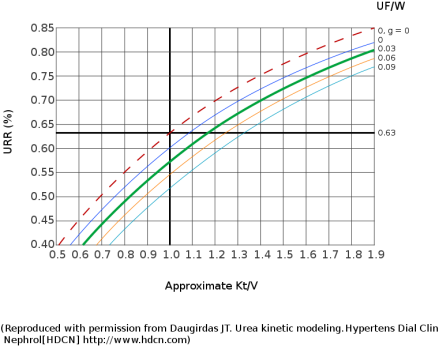 UF/W
0.85
0.80
0.75
0.70
0.65
0.60
0.55
0.50
0.45
0.40
URR (%)
0, g = 0
0
0.03
0.06
0.09
0.63
0.5 0.6 0.7 0.8 0.9 1.0 1.1 1.2 1.3 1.4 1.5 1.6 1.7 1.8 1.9
Approximate Kt/V
(Reproduced with permission from Daugirdas JT. Urea kinetic modeling. Hypertens Dial Clin
Nephrol[HDCN] http://www.hdcn.com)